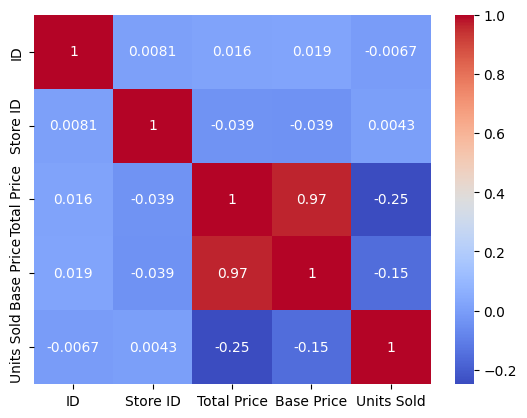 ID 1 0.0081 0.016 0.019 -0.0067
Store ID 0.0081 1 -0.039 -0.039 0.0043
Total Price 0.016 -0.039 1 0.97 -0.25
Base Price 0.019 -0.039 0.97 1 -0.15
Units Sold -0.0067 0.0043 -0.25 -0.15 1
ID Store ID Total Price Base Price Units Sold
1.0
0.8
0.6
0.4
0.2
0.0
−0.2